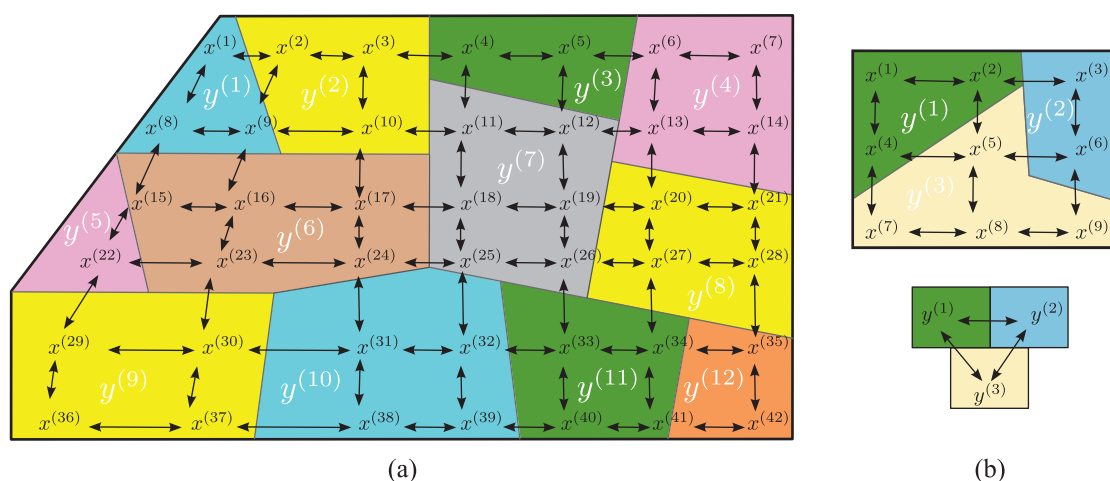 x^(1) x^(2) x^(3) x^(4) x^(5) x^(6) x^(7)
y^(1) y^(2) y^(3) y^(4)
x^(8) x^(9) x^(10) x^(11) x^(12) x^(13) x^(14)
y^(7)
x^(15) x^(16) x^(17) x^(18) x^(19) x^(20) x^(21)
y^(5) y^(6)
x^(22) x^(23) x^(24) x^(25) x^(26) x^(27) x^(28)
y^(8)
x^(29) x^(30) x^(31) x^(32) x^(33) x^(34) x^(35)
y^(9) y^(10) y^(11) y^(12)
x^(36) x^(37) x^(38) x^(39) x^(40) x^(41) x^(42)
(a)
x^(1) x^(2) x^(3)
y^(1) y^(2)
x^(4) x^(5) x^(6)
y^(3)
x^(7) x^(8) x^(9)
y^(1) y^(2)
y^(3)
(b)